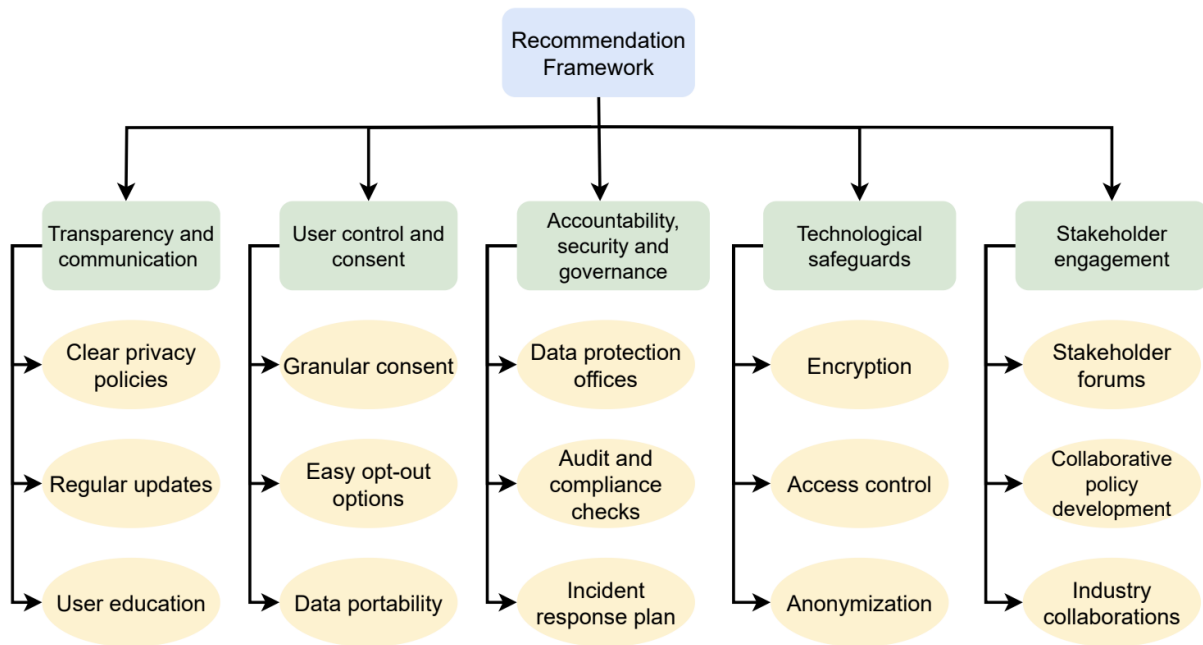 Recommendation
Framework
Transparency and
communication
User control and
consent
Accountability,
security and
governance
Technological
safeguards
Stakeholder
engagement
Clear privacy
policies
Granular consent
Data protection
offices
Encryption
Stakeholder
forums
Regular updates
Easy opt-out
options
Audit and
compliance
checks
Access control
Collaborative
policy
development
User education
Data portability
Incident
response plan
Anonymization
Industry
collaborations